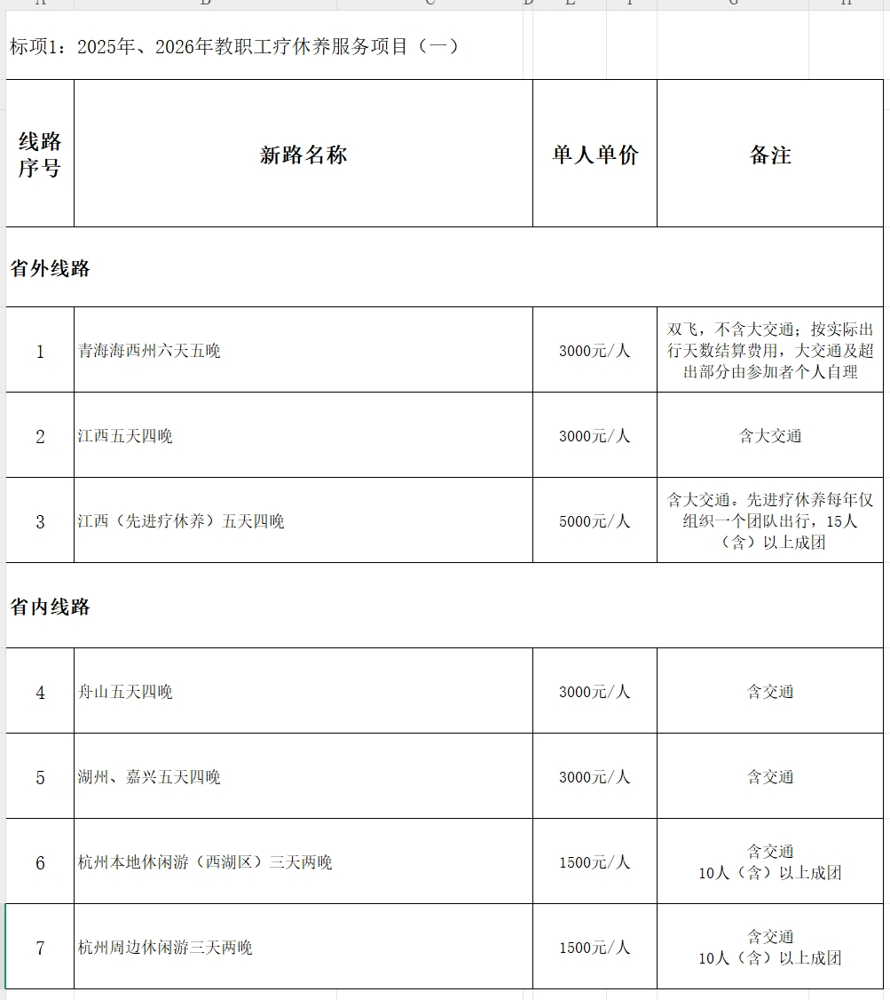 标项1：2025年、2026年教职工疗休养服务项目（一）
线路
序号
新路名称
单人单价
备注
省外线路
1
青海海西州六天五晚
3000元/人
双飞，不含大交通；按实际出
行天数结算费用，大交通及超
出部分由参加者个人自理
2
江西五天四晚
3000元/人
含大交通
3
江西（先进疗休养）五天四晚
5000元/人
含大交通。先进疗休养每年仅
组织一个团队出行，15人
（含）以上成团
省内线路
4
舟山五天四晚
3000元/人
含交通
5
湖州、嘉兴五天四晚
3000元/人
含交通
6
杭州本地休闲游（西湖区）三天两晚
1500元/人
含交通
10人（含）以上成团
7
杭州周边休闲游三天两晚
1500元/人
含交通
10人（含）以上成团